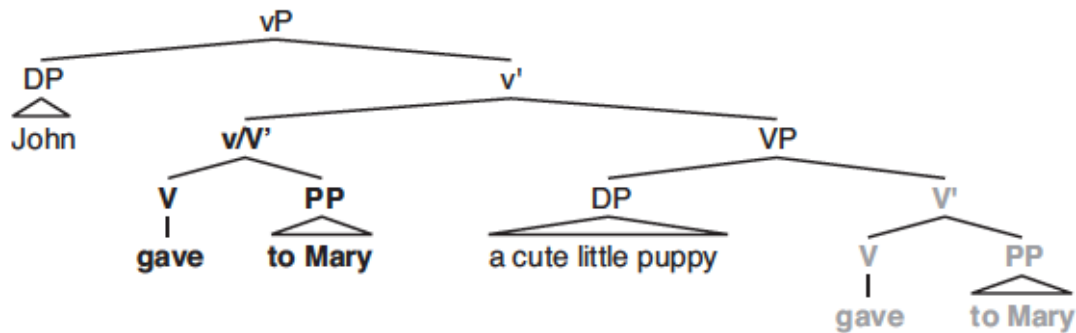 vP
DP v'
John v/V’ VP
V PP DP V'
gave to Mary a cute little puppy V PP
gave to Mary